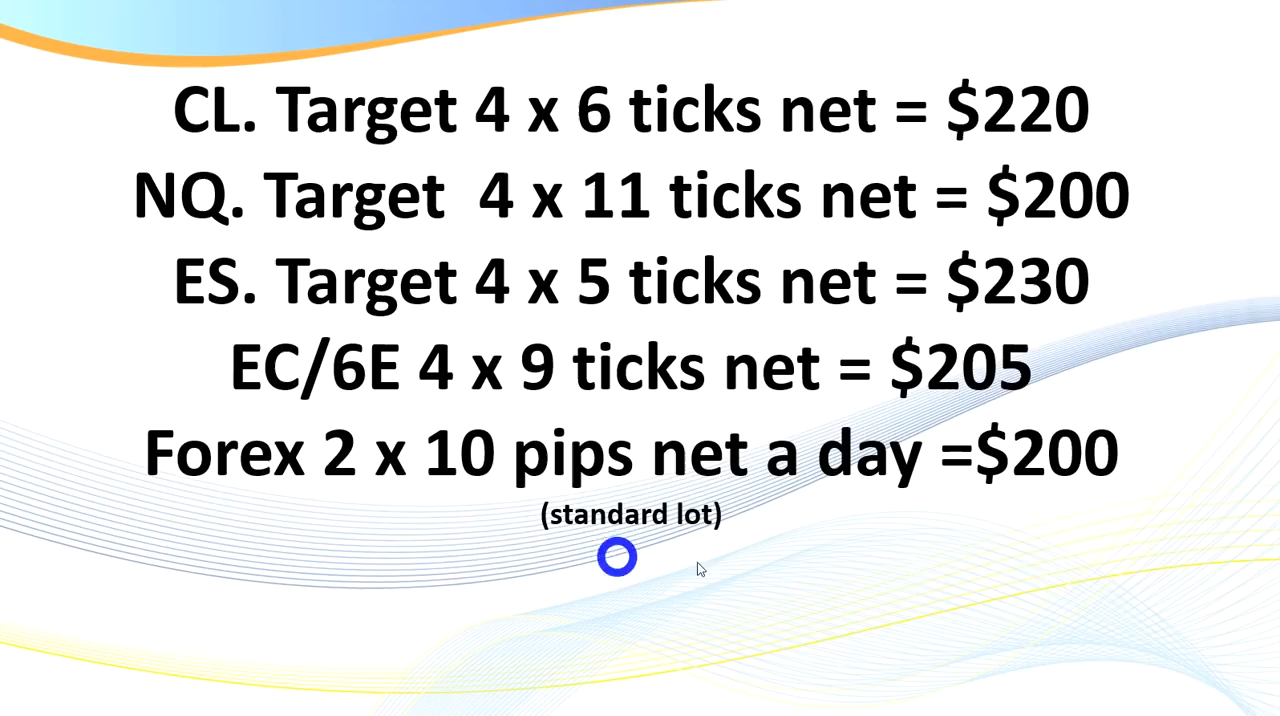 CL. Target 4 x 6 ticks net = $220
NQ. Target 4 x 11 ticks net = $200
ES. Target 4 x 5 ticks net = $230
EC/6E 4 x 9 ticks net = $205
Forex 2 x 10 pips net a day =$200
(standard lot)